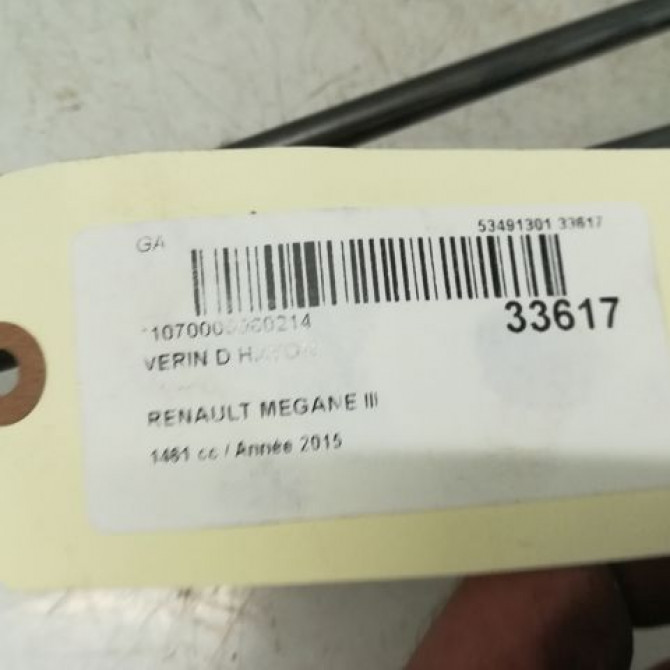 53491301 33617
GA
33617
VERIN D
RENAULT MEGANE III
1461 cc / Année 2015